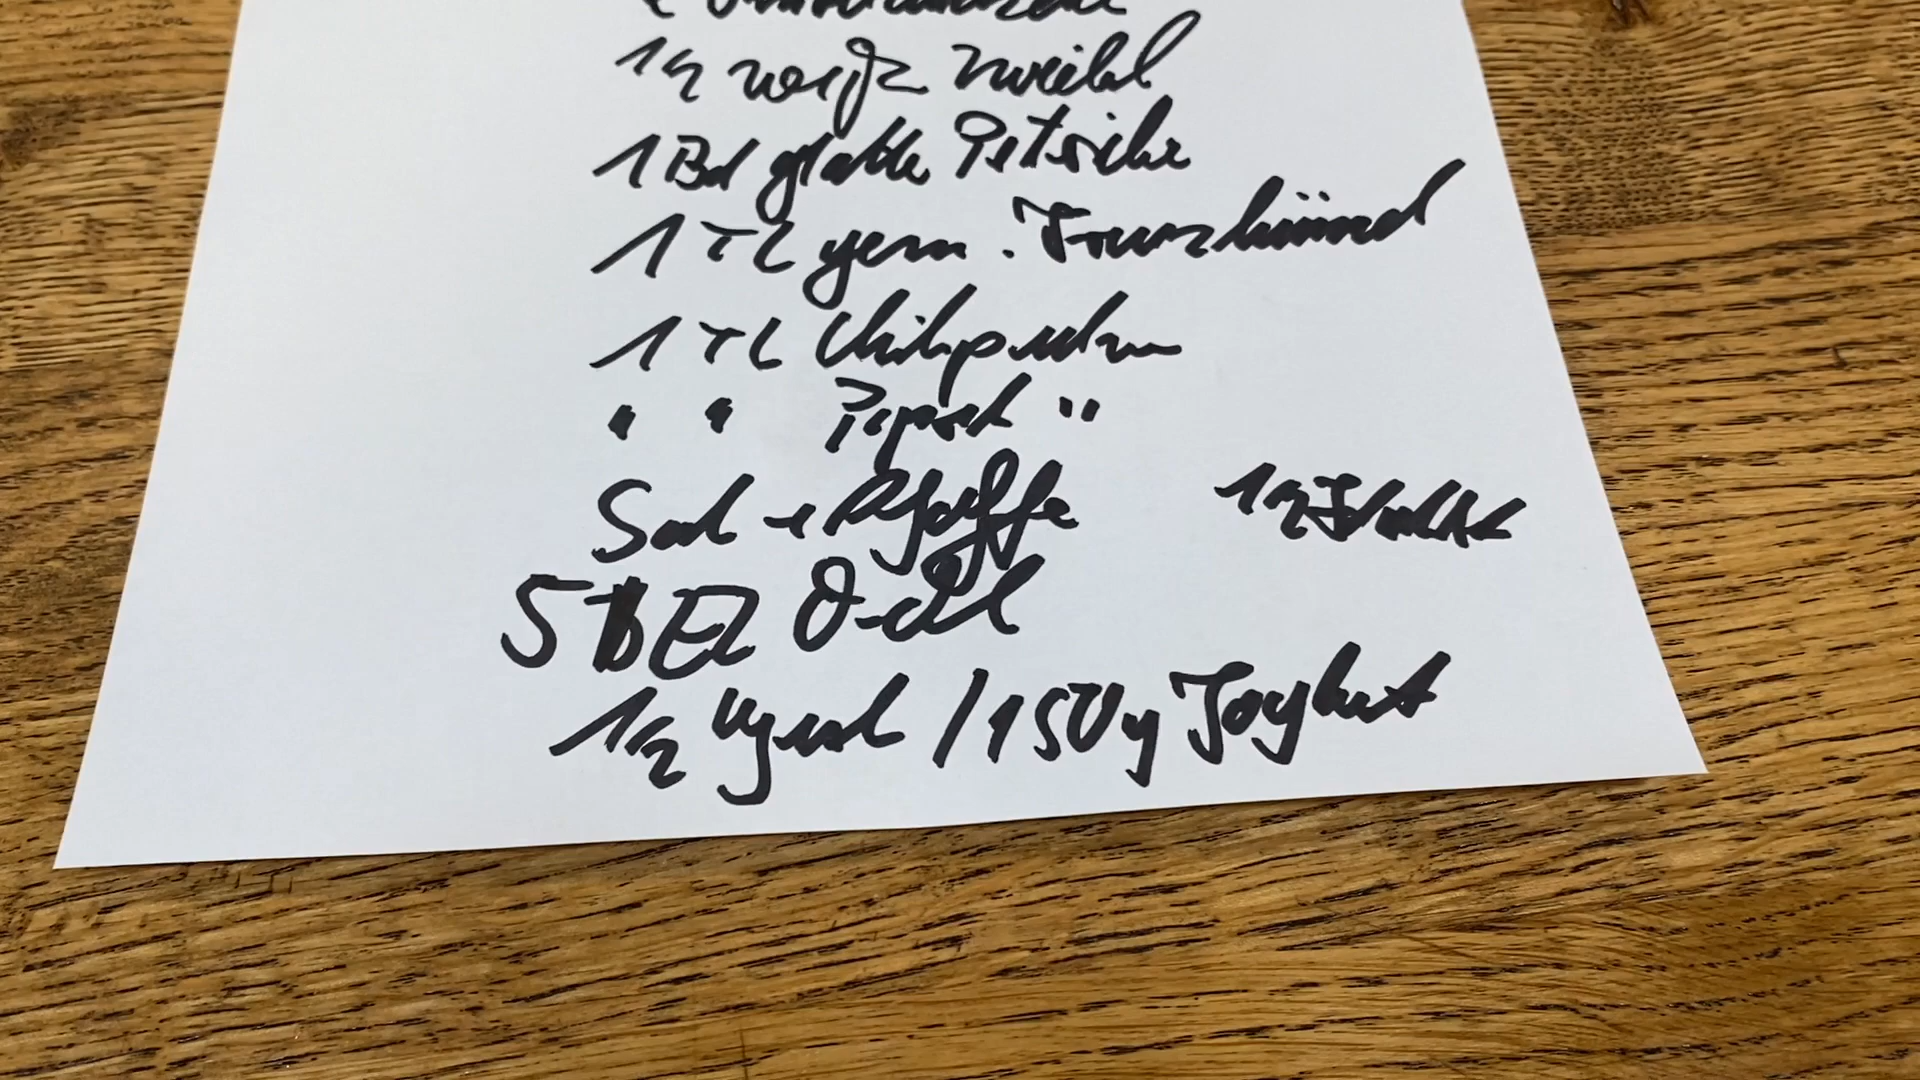 1/2 weiße Zwiebel
1 Bd glatte Petersilie
1 TL gem. Kreuzkümmel
1 TL Chilipulver
" " Paprika "
Salz + Pfeffer
5 EL O-Öl
1/2 / 150g Joghurt